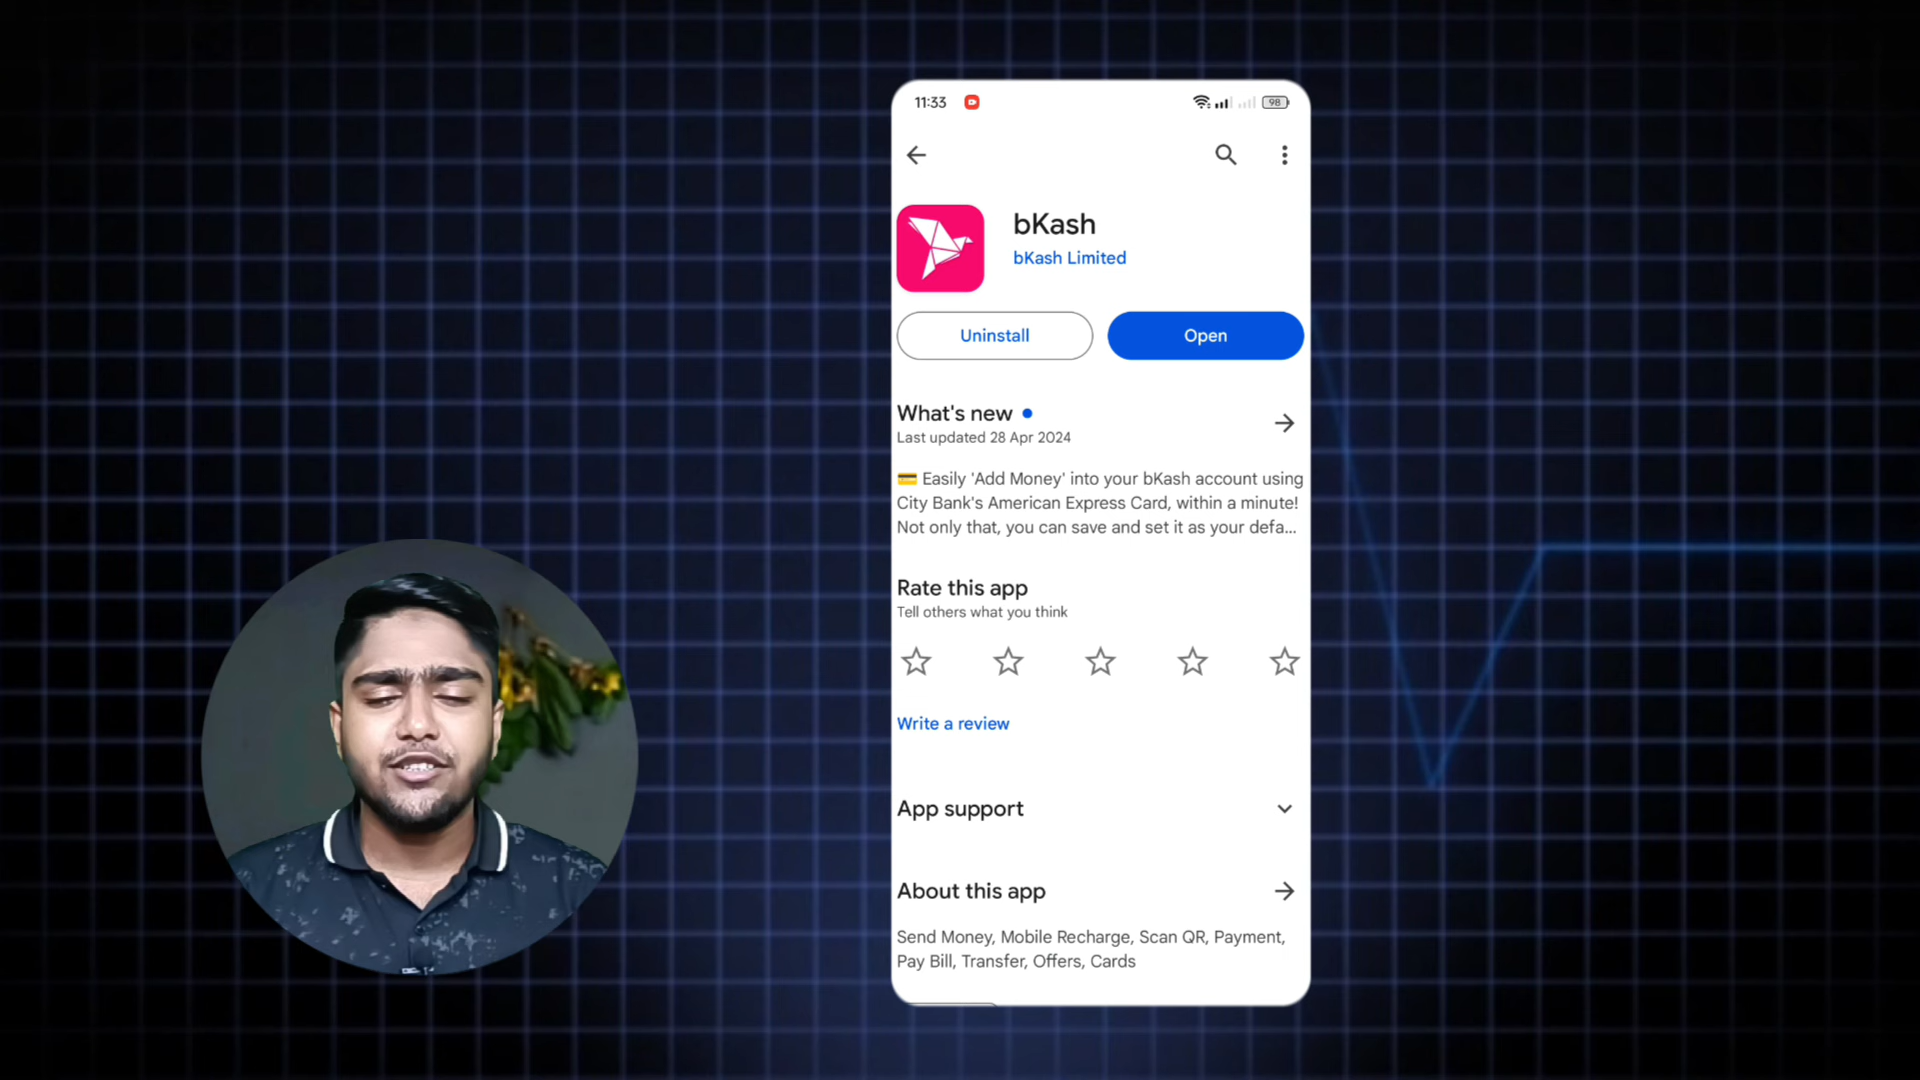 11:33
98
bKash
bKash Limited
Uninstall
Open
What's new
Last updated 28 Apr 2024
💳 Easily 'Add Money' into your bKash account using
City Bank's American Express Card, within a minute!
Not only that, you can save and set it as your defa...
Rate this app
Tell others what you think
Write a review
App support
About this app
Send Money, Mobile Recharge, Scan QR, Payment,
Pay Bill, Transfer, Offers, Cards